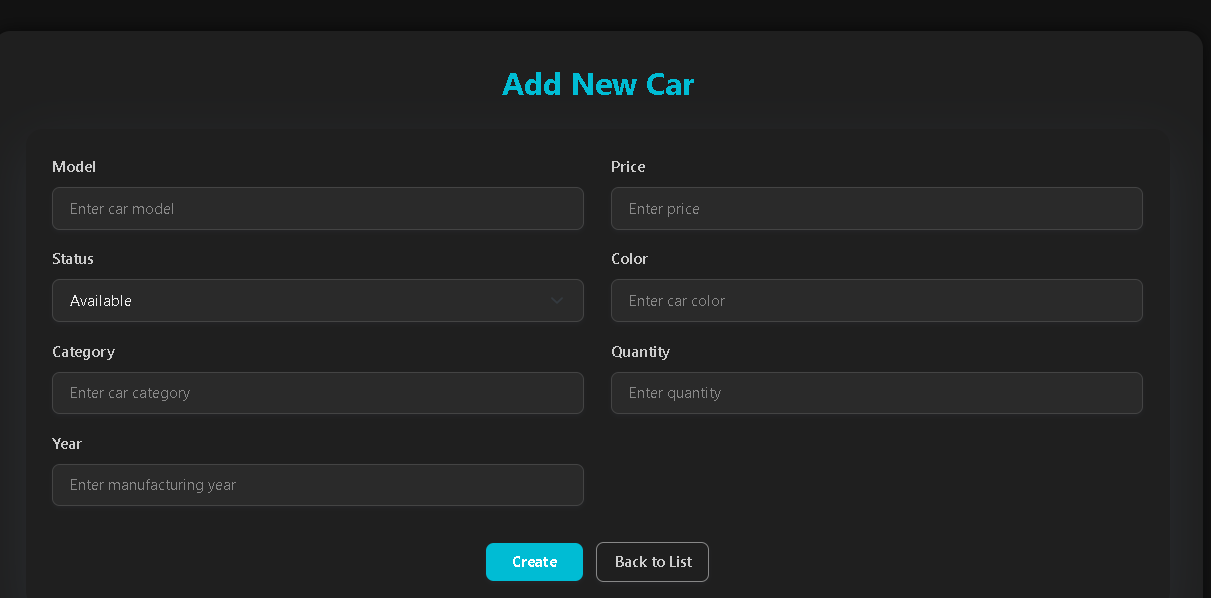 Add New Car
Model
Price
Enter car model
Enter price
Status
Color
Available
Enter car color
Category
Quantity
Enter car category
Enter quantity
Year
Enter manufacturing year
Create
Back to List